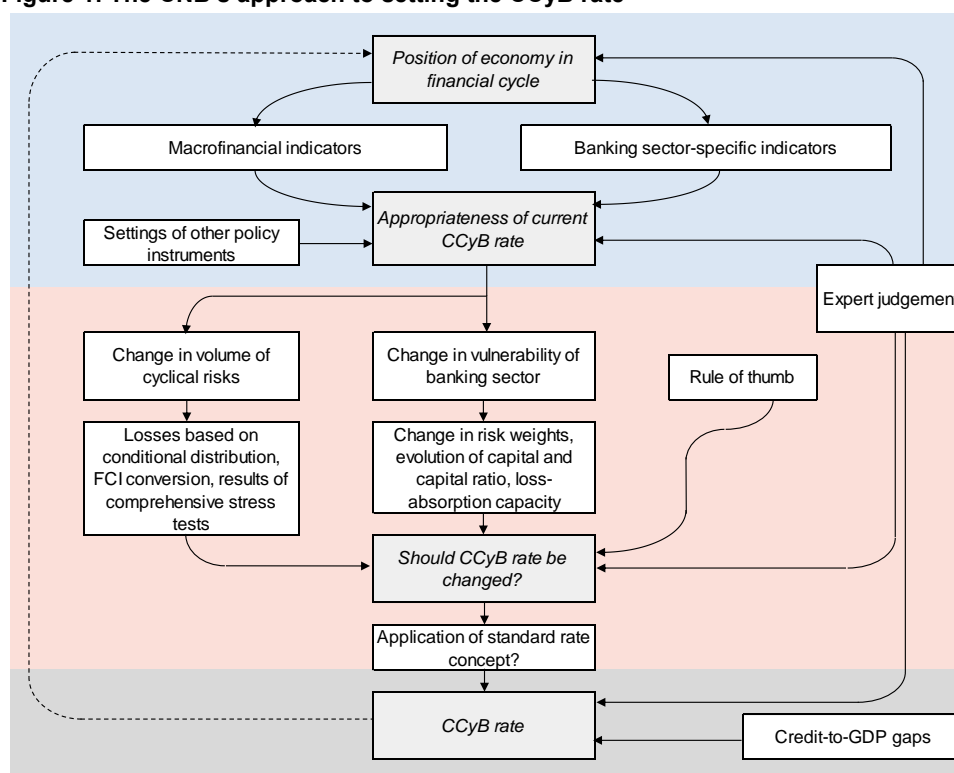 Figure 1: The CNB's approach to setting the CCyB rate
Position of economy in
financial cycle
Macrofinancial indicators
Banking sector-specific indicators
Appropriateness of current
CCyB rate
Settings of other policy
instruments
Expert judgemen
Change in volume of
cyclical risks
Change in vulnerability of
banking sector
Rule of thumb
Losses based on
conditional distribution,
FCI conversion, results of
comprehensive stress
tests
Change in risk weights,
evolution of capital and
capital ratio, loss-
absorption capacity
Should CCyB rate be
changed?
Application of standard rate
concept?
CCyB rate
Credit-to-GDP gaps